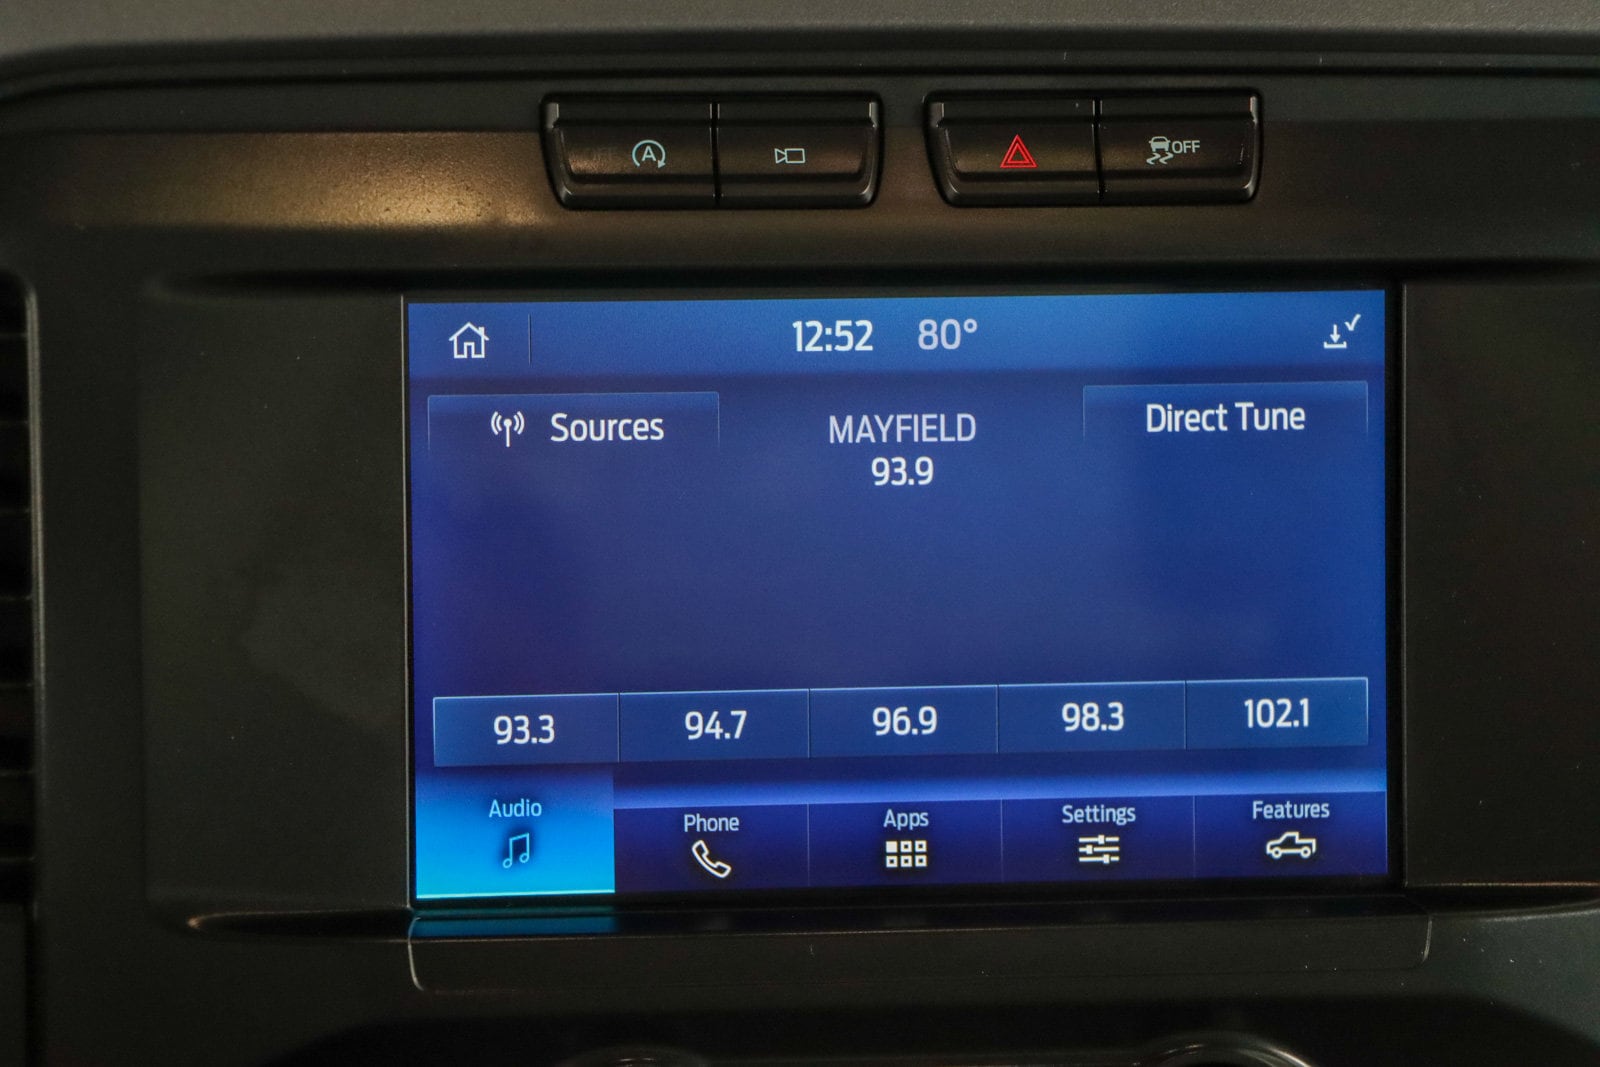 A
OFF
12:52 80°
Sources
MAYFIELD
93.9
Direct Tune
93.3 94.7 96.9 98.3 102.1
Audio Phone Apps Settings Features